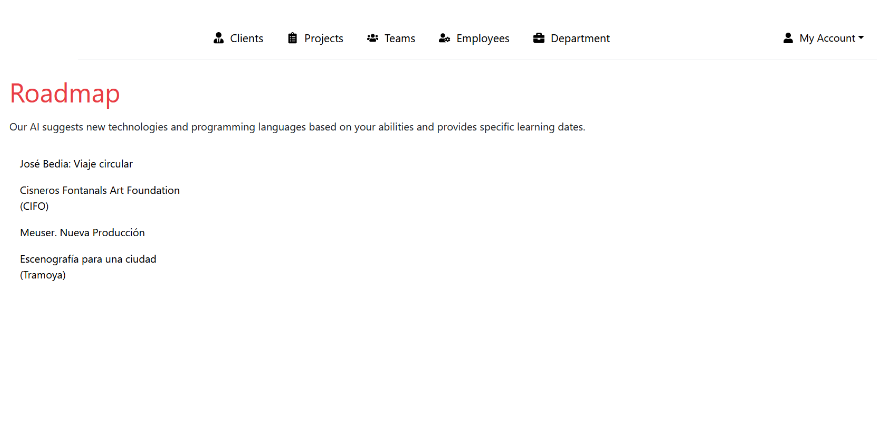 Clients Projects Teams Employees Department My Account
Roadmap
Our AI suggests new technologies and programming languages based on your abilities and provides specific learning dates.
José Bedia: Viaje circular
Cisneros Fontanals Art Foundation
(CIFO)
Meuser. Nueva Producción
Escenografía para una ciudad
(Tramoya)